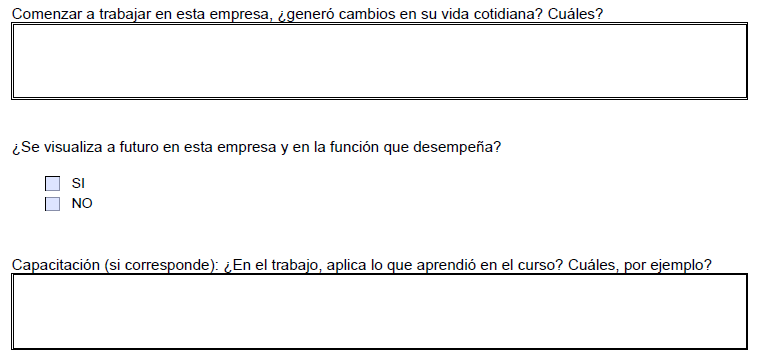 Comenzar a trabajar en esta empresa, ¿generó cambios en su vida cotidiana? Cuáles?
¿Se visualiza a futuro en esta empresa y en la función que desempeña?
SI
NO
Capacitación (si corresponde): ¿En el trabajo, aplica lo que aprendió en el curso? Cuáles, por ejemplo?